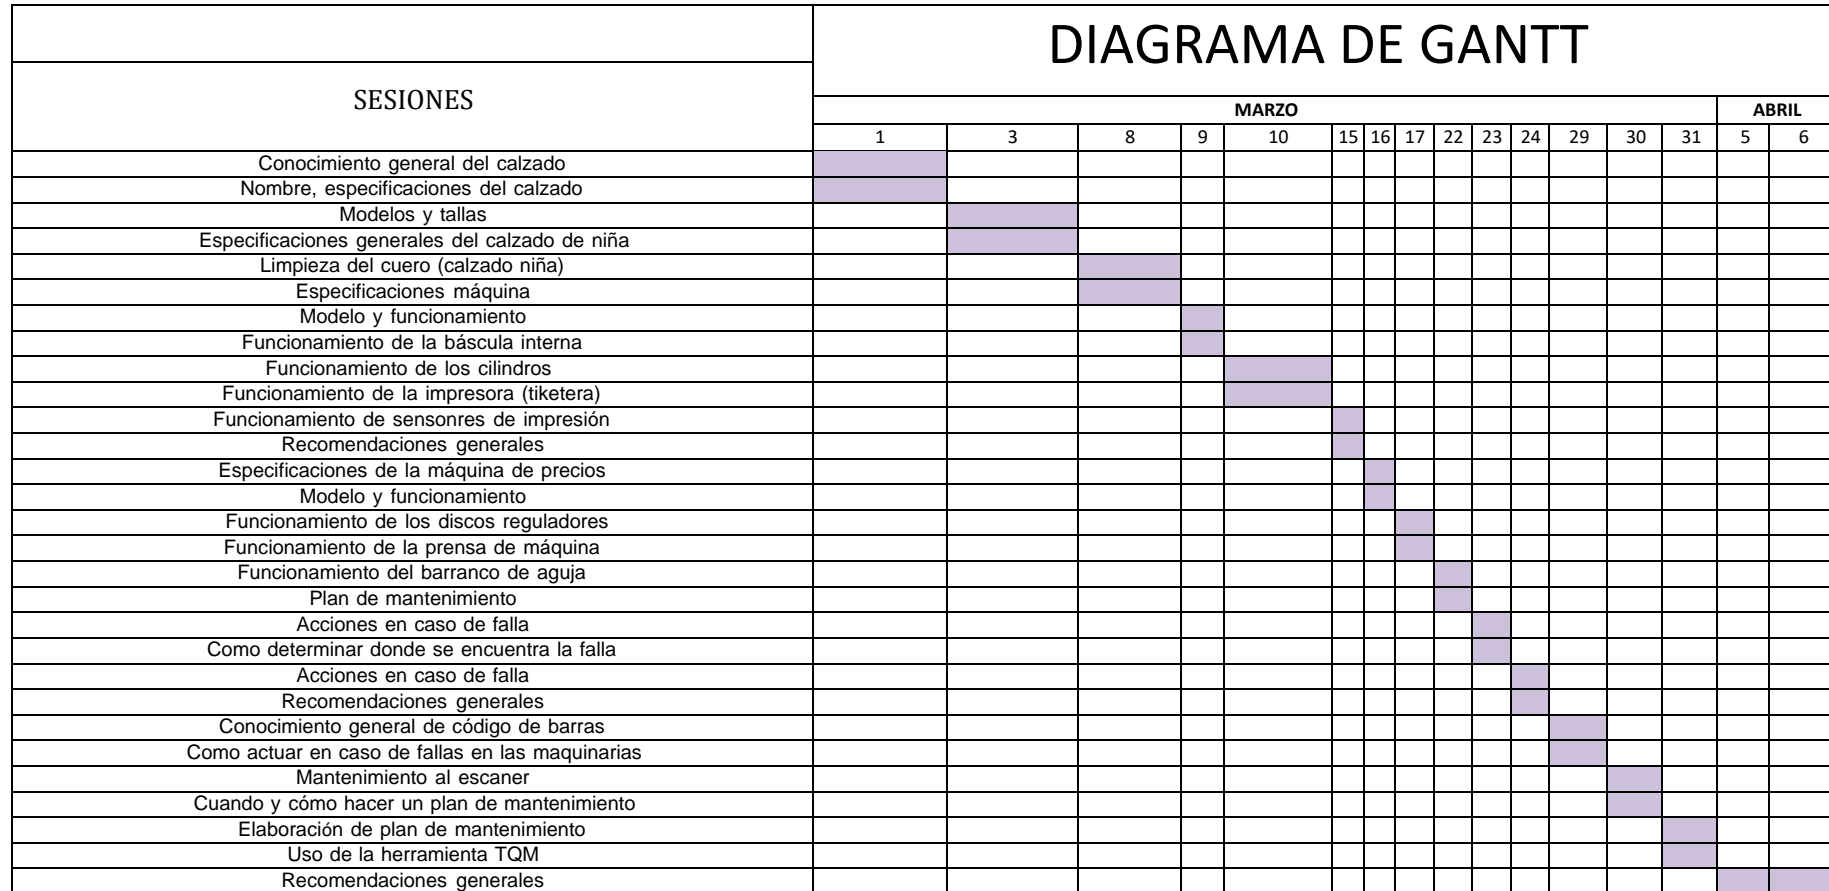 DIAGRAMA DE GANTT
SESIONES
MARZO ABRIL
1 3 8 9 10 15 16 17 22 23 24 29 30 31 5 6
Conocimiento general del calzado
Nombre, especificaciones del calzado
Modelos y tallas
Especificaciones generales del calzado de niña
Limpieza del cuero (calzado niña)
Especificaciones máquina
Modelo y funcionamiento
Funcionamiento de la báscula interna
Funcionamiento de los cilindros
Funcionamiento de la impresora (tiketera)
Funcionamiento de sensonres de impresión
Recomendaciones generales
Especificaciones de la máquina de precios
Modelo y funcionamiento
Funcionamiento de los discos reguladores
Funcionamiento de la prensa de máquina
Funcionamiento del barranco de aguja
Plan de mantenimiento
Acciones en caso de falla
Como determinar donde se encuentra la falla
Acciones en caso de falla
Recomendaciones generales
Conocimiento general de código de barras
Como actuar en caso de fallas en las maquinarias
Mantenimiento al escaner
Cuando y cómo hacer un plan de mantenimiento
Elaboración de plan de mantenimiento
Uso de la herramienta TQM
Recomendaciones generales